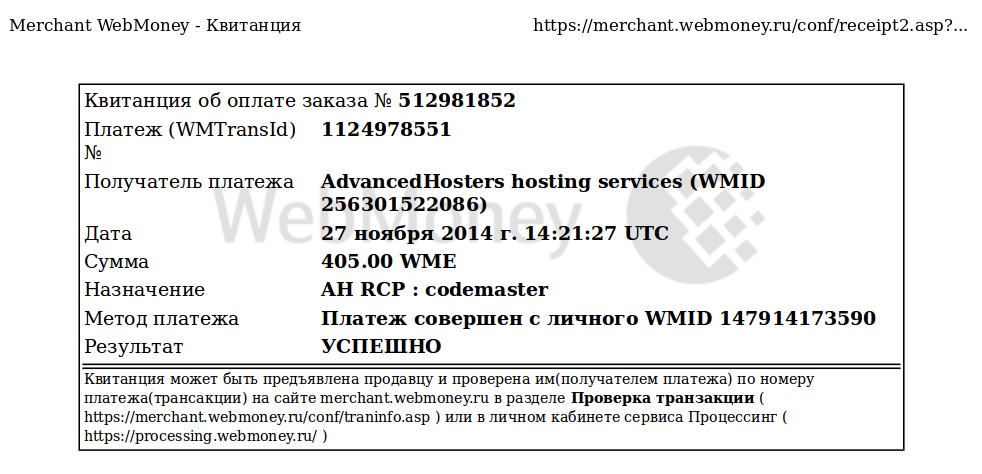 Merchant WebMoney - Квитанция https://merchant.webmoney.ru/conf/receipt2.asp?...
Квитанция об оплате заказа № 512981852
Платеж (WMTransId) 1124978551
№
WebMoney
Получатель платежа AdvancedHosters hosting services (WMID
256301522086)
Дата 27 ноября 2014 г. 14:21:27 UTC
Сумма 405.00 WME
Назначение AH RCP : codemaster
Метод платежа Платеж совершен с личного WMID 147914173590
Результат УСПЕШНО
Квитанция может быть предъявлена продавцу и проверена им(получателем платежа) по номеру
платежа(трансакции) на сайте merchant.webmoney.ru в разделе Проверка транзакции (
https://merchant.webmoney.ru/conf/traninfo.asp ) или в личном кабинете сервиса Процессинг (
https://processing.webmoney.ru/ )